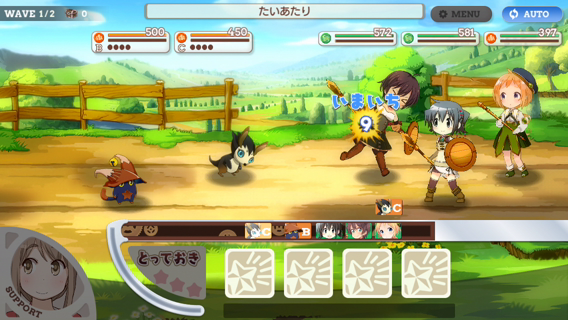 WAVE 1/2 0
たいあたり
MENU
AUTO
500
B
450
C
572
581
397
いまいち
9
C
C B
とっておき
SUPPORT